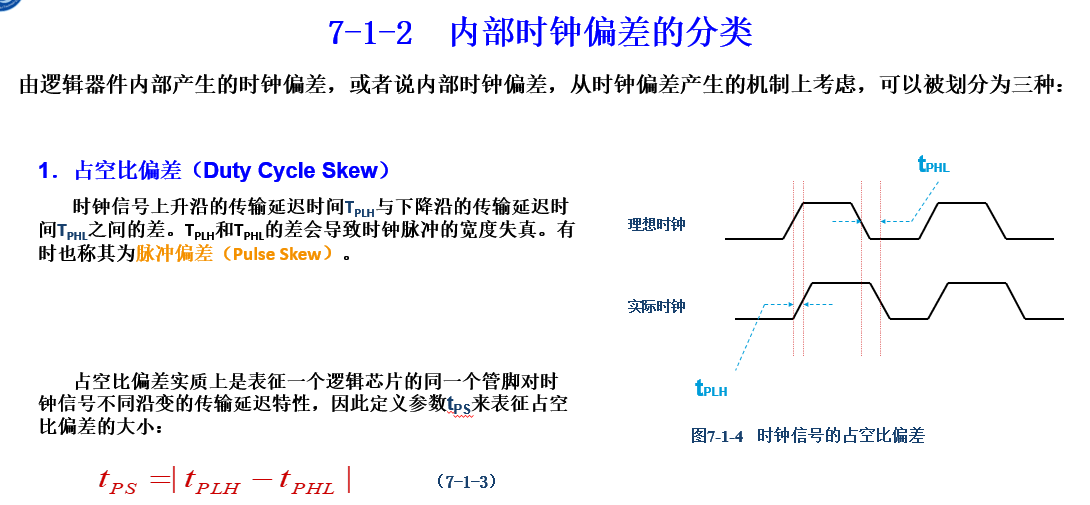 7-1-2 内部时钟偏差的分类
由逻辑器件内部产生的时钟偏差，或者说内部时钟偏差，从时钟偏差产生的机制上考虑，可以被划分为三种：
1. 占空比偏差（Duty Cycle Skew）
时钟信号上升沿的传输延迟时间TPLH与下降沿的传输延迟时
间TPHL之间的差。TPLH和TPHL的差会导致时钟脉冲的宽度失真。有
时也称其为脉冲偏差（Pulse Skew）。
占空比偏差实质上是表征一个逻辑芯片的同一个管脚对时
钟信号不同沿变的传输延迟特性，因此定义参数tPS来表征占空
比偏差的大小：
tPS =| tPLH − tPHL | （7-1-3）
tPHL
理想时钟
实际时钟
tPLH
图7-1-4 时钟信号的占空比偏差